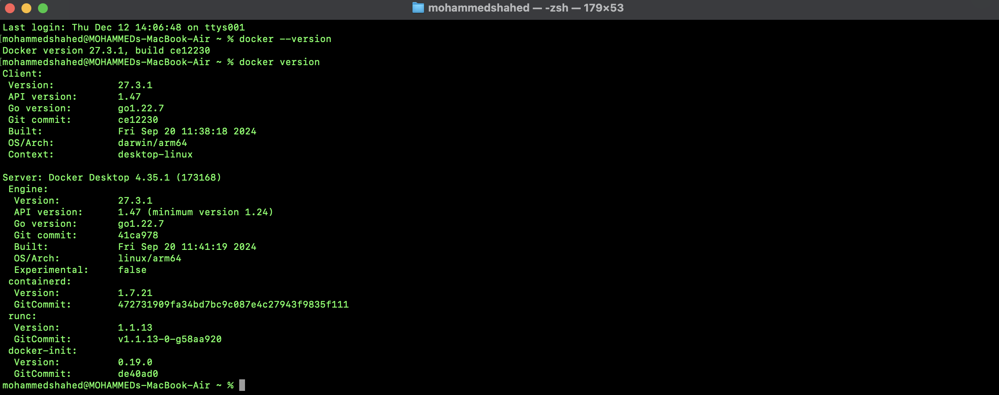 mohammedshahed — -zsh — 179×53
Last login: Thu Dec 12 14:06:48 on ttys001
mohammedshahed@MOHAMMEDs-MacBook-Air ~ % docker --version
Docker version 27.3.1, build ce12230
mohammedshahed@MOHAMMEDs-MacBook-Air ~ % docker version
Client:
 Version:           27.3.1
 API version:       1.47
 Go version:        go1.22.7
 Git commit:        ce12230
 Built:             Fri Sep 20 11:38:18 2024
 OS/Arch:           darwin/arm64
 Context:           desktop-linux

Server: Docker Desktop 4.35.1 (173168)
 Engine:
  Version:          27.3.1
  API version:      1.47 (minimum version 1.24)
  Go version:       go1.22.7
  Git commit:       41ca978
  Built:            Fri Sep 20 11:41:19 2024
  OS/Arch:          linux/arm64
  Experimental:     false
 containerd:
  Version:          1.7.21
  GitCommit:        472731909fa34bd7bc9c087e4c27943f9835f111
 runc:
  Version:          1.1.13
  GitCommit:        v1.1.13-0-g58aa920
 docker-init:
  Version:          0.19.0
  GitCommit:        de40ad0
mohammedshahed@MOHAMMEDs-MacBook-Air ~ %